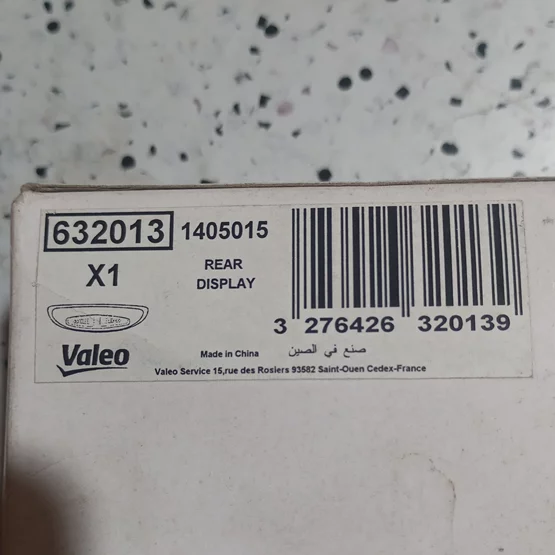 632013 1405015
X1
REAR
DISPLAY
3 276426 320139
Valeo
Made in China
صنع في الصين
Valeo Service 15,rue des Rosiers 93582 Saint-Ouen Cedex-France